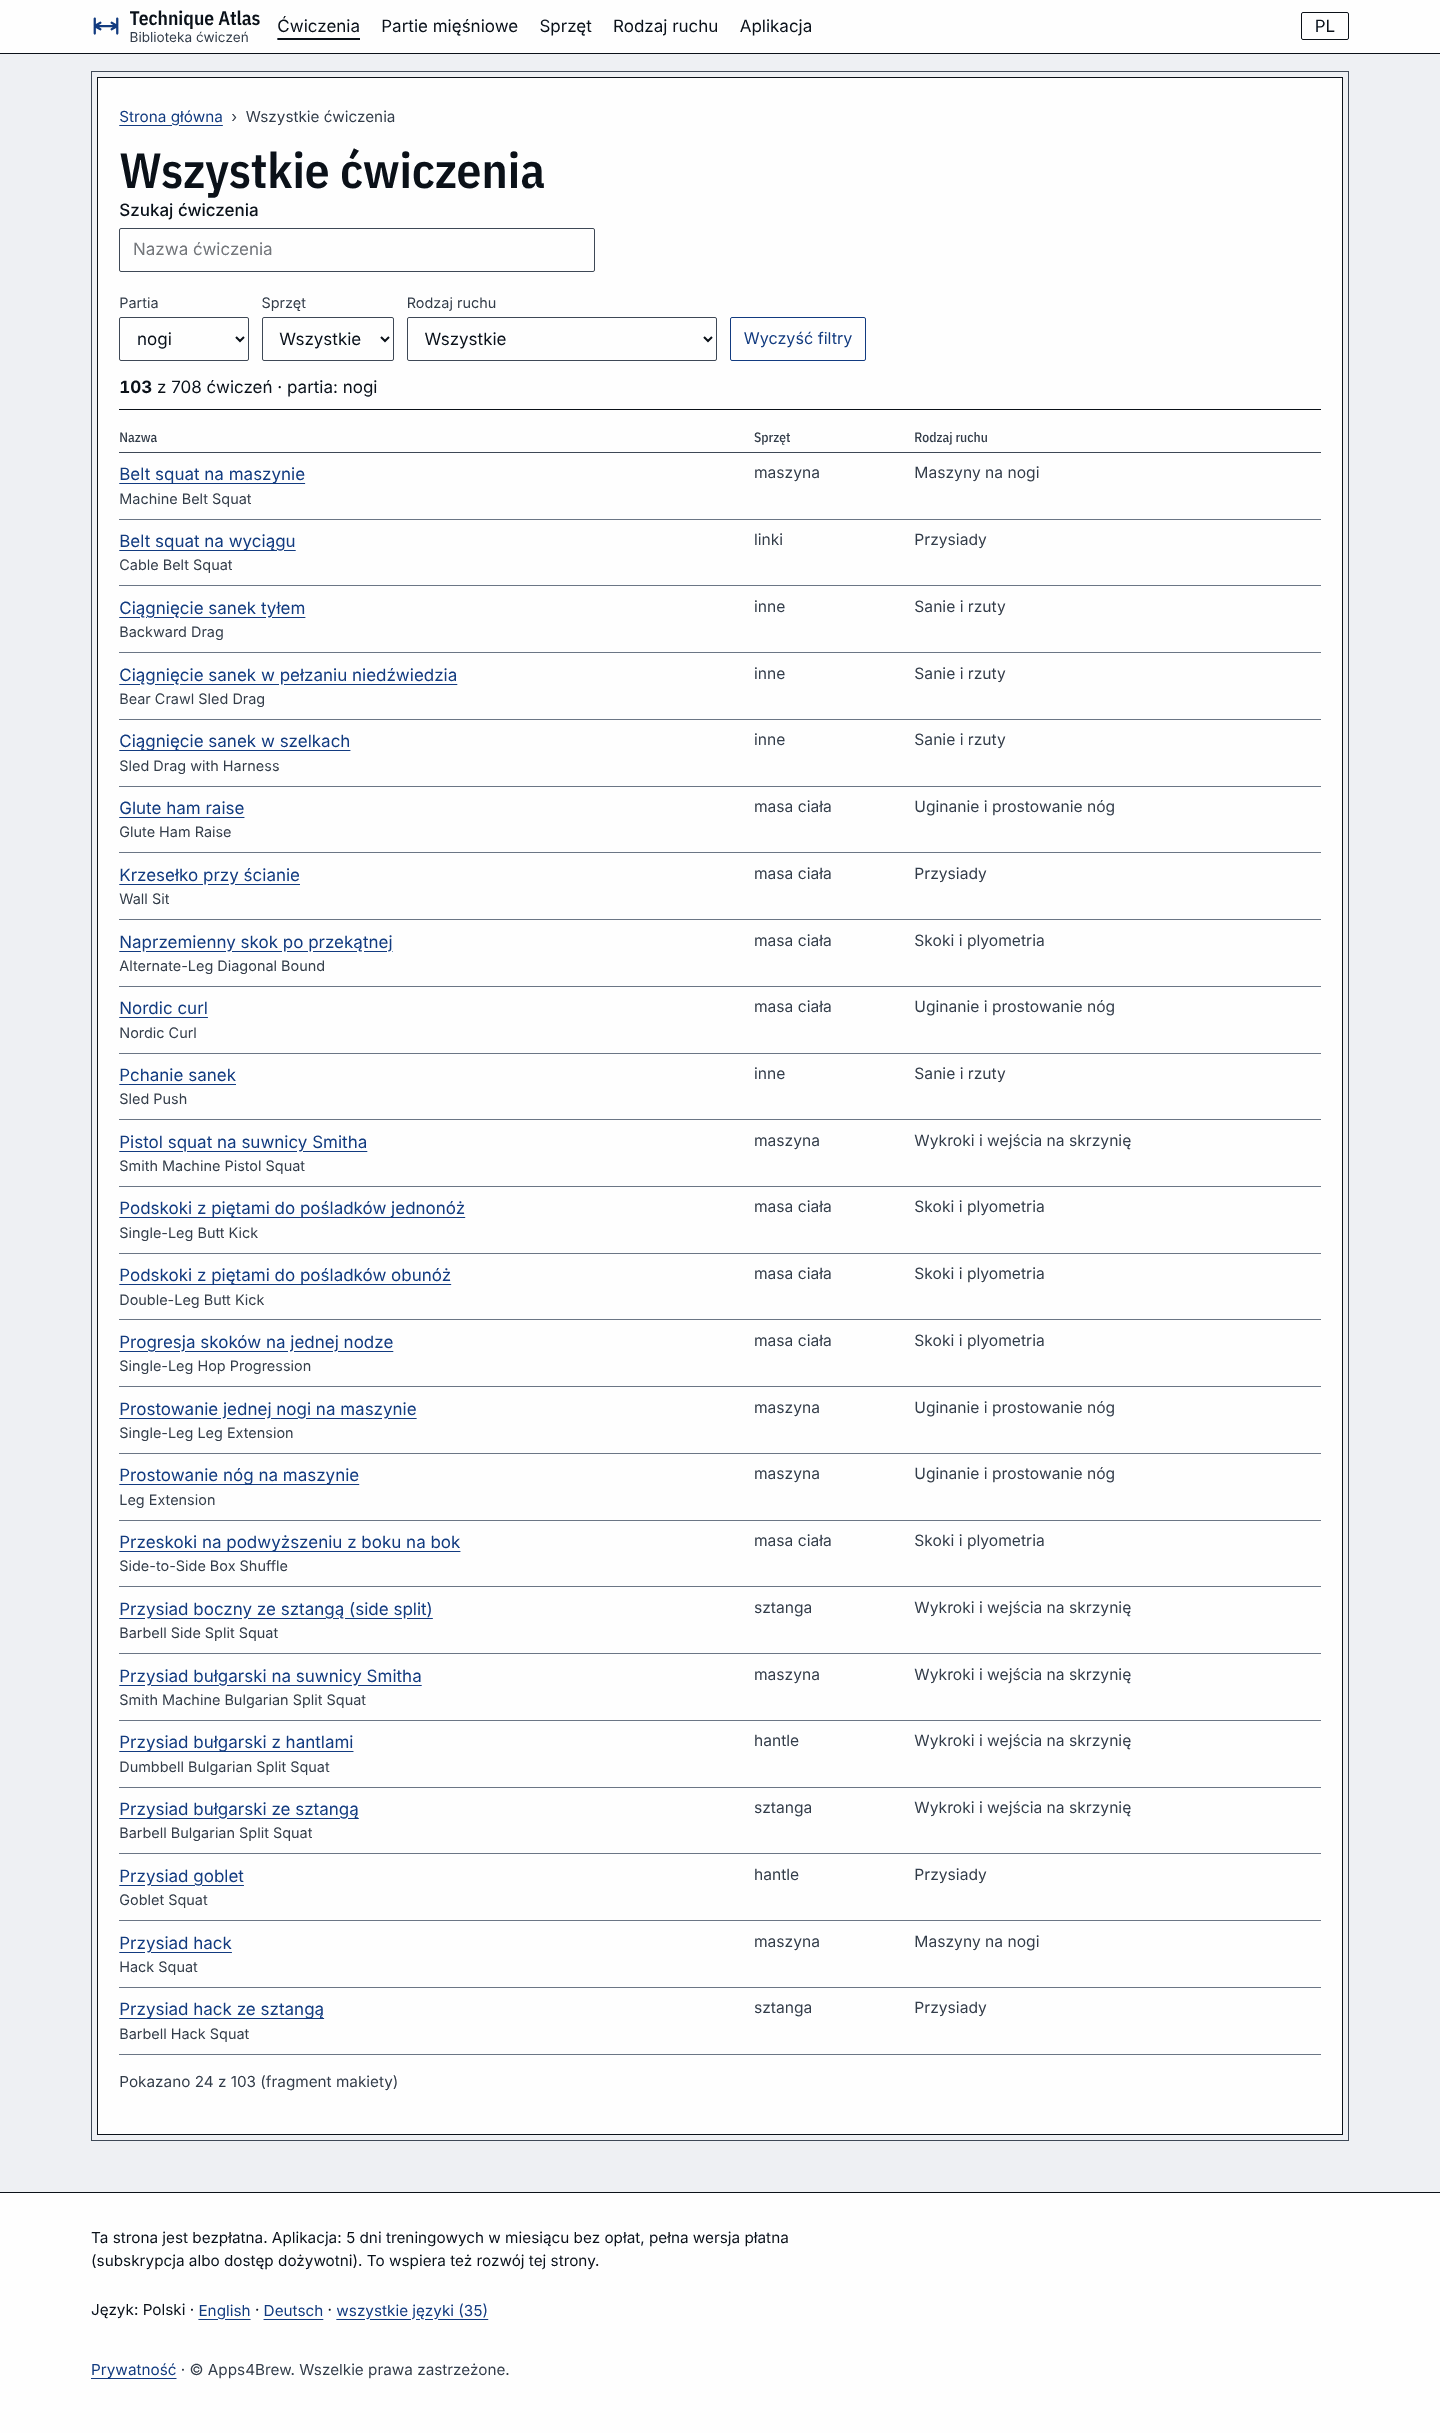 Technique Atlas
Biblioteka ćwiczeń
Ćwiczenia Partie mięśniowe Sprzęt Rodzaj ruchu Aplikacja PL
Strona główna › Wszystkie ćwiczenia
Wszystkie ćwiczenia
Szukaj ćwiczenia
Nazwa ćwiczenia
Partia Sprzęt Rodzaj ruchu
nogi Wszystkie Wszystkie Wyczyść filtry
103 z 708 ćwiczeń · partia: nogi
Nazwa Sprzęt Rodzaj ruchu
Belt squat na maszynie maszyna Maszyny na nogi
Machine Belt Squat
Belt squat na wyciągu linki Przysiady
Cable Belt Squat
Ciągnięcie sanek tyłem inne Sanie i rzuty
Backward Drag
Ciągnięcie sanek w pełzaniu niedźwiedzia inne Sanie i rzuty
Bear Crawl Sled Drag
Ciągnięcie sanek w szelkach inne Sanie i rzuty
Sled Drag with Harness
Glute ham raise masa ciała Uginanie i prostowanie nóg
Glute Ham Raise
Krzesełko przy ścianie masa ciała Przysiady
Wall Sit
Naprzemienny skok po przekątnej masa ciała Skoki i plyometria
Alternate-Leg Diagonal Bound
Nordic curl masa ciała Uginanie i prostowanie nóg
Nordic Curl
Pchanie sanek inne Sanie i rzuty
Sled Push
Pistol squat na suwnicy Smitha maszyna Wykroki i wejścia na skrzynię
Smith Machine Pistol Squat
Podskoki z piętami do pośladków jednonóż masa ciała Skoki i plyometria
Single-Leg Butt Kick
Podskoki z piętami do pośladków obunóż masa ciała Skoki i plyometria
Double-Leg Butt Kick
Progresja skoków na jednej nodze masa ciała Skoki i plyometria
Single-Leg Hop Progression
Prostowanie jednej nogi na maszynie maszyna Uginanie i prostowanie nóg
Single-Leg Leg Extension
Prostowanie nóg na maszynie maszyna Uginanie i prostowanie nóg
Leg Extension
Przeskoki na podwyższeniu z boku na bok masa ciała Skoki i plyometria
Side-to-Side Box Shuffle
Przysiad boczny ze sztangą (side split) sztanga Wykroki i wejścia na skrzynię
Barbell Side Split Squat
Przysiad bułgarski na suwnicy Smitha maszyna Wykroki i wejścia na skrzynię
Smith Machine Bulgarian Split Squat
Przysiad bułgarski z hantlami hantle Wykroki i wejścia na skrzynię
Dumbbell Bulgarian Split Squat
Przysiad bułgarski ze sztangą sztanga Wykroki i wejścia na skrzynię
Barbell Bulgarian Split Squat
Przysiad goblet hantle Przysiady
Goblet Squat
Przysiad hack maszyna Maszyny na nogi
Hack Squat
Przysiad hack ze sztangą sztanga Przysiady
Barbell Hack Squat
Pokazano 24 z 103 (fragment makiety)
Ta strona jest bezpłatna. Aplikacja: 5 dni treningowych w miesiącu bez opłat, pełna wersja płatna
(subskrypcja albo dostęp dożywotni). To wspiera też rozwój tej strony.
Język: Polski · English · Deutsch · wszystkie języki (35)
Prywatność · © Apps4Brew. Wszelkie prawa zastrzeżone.